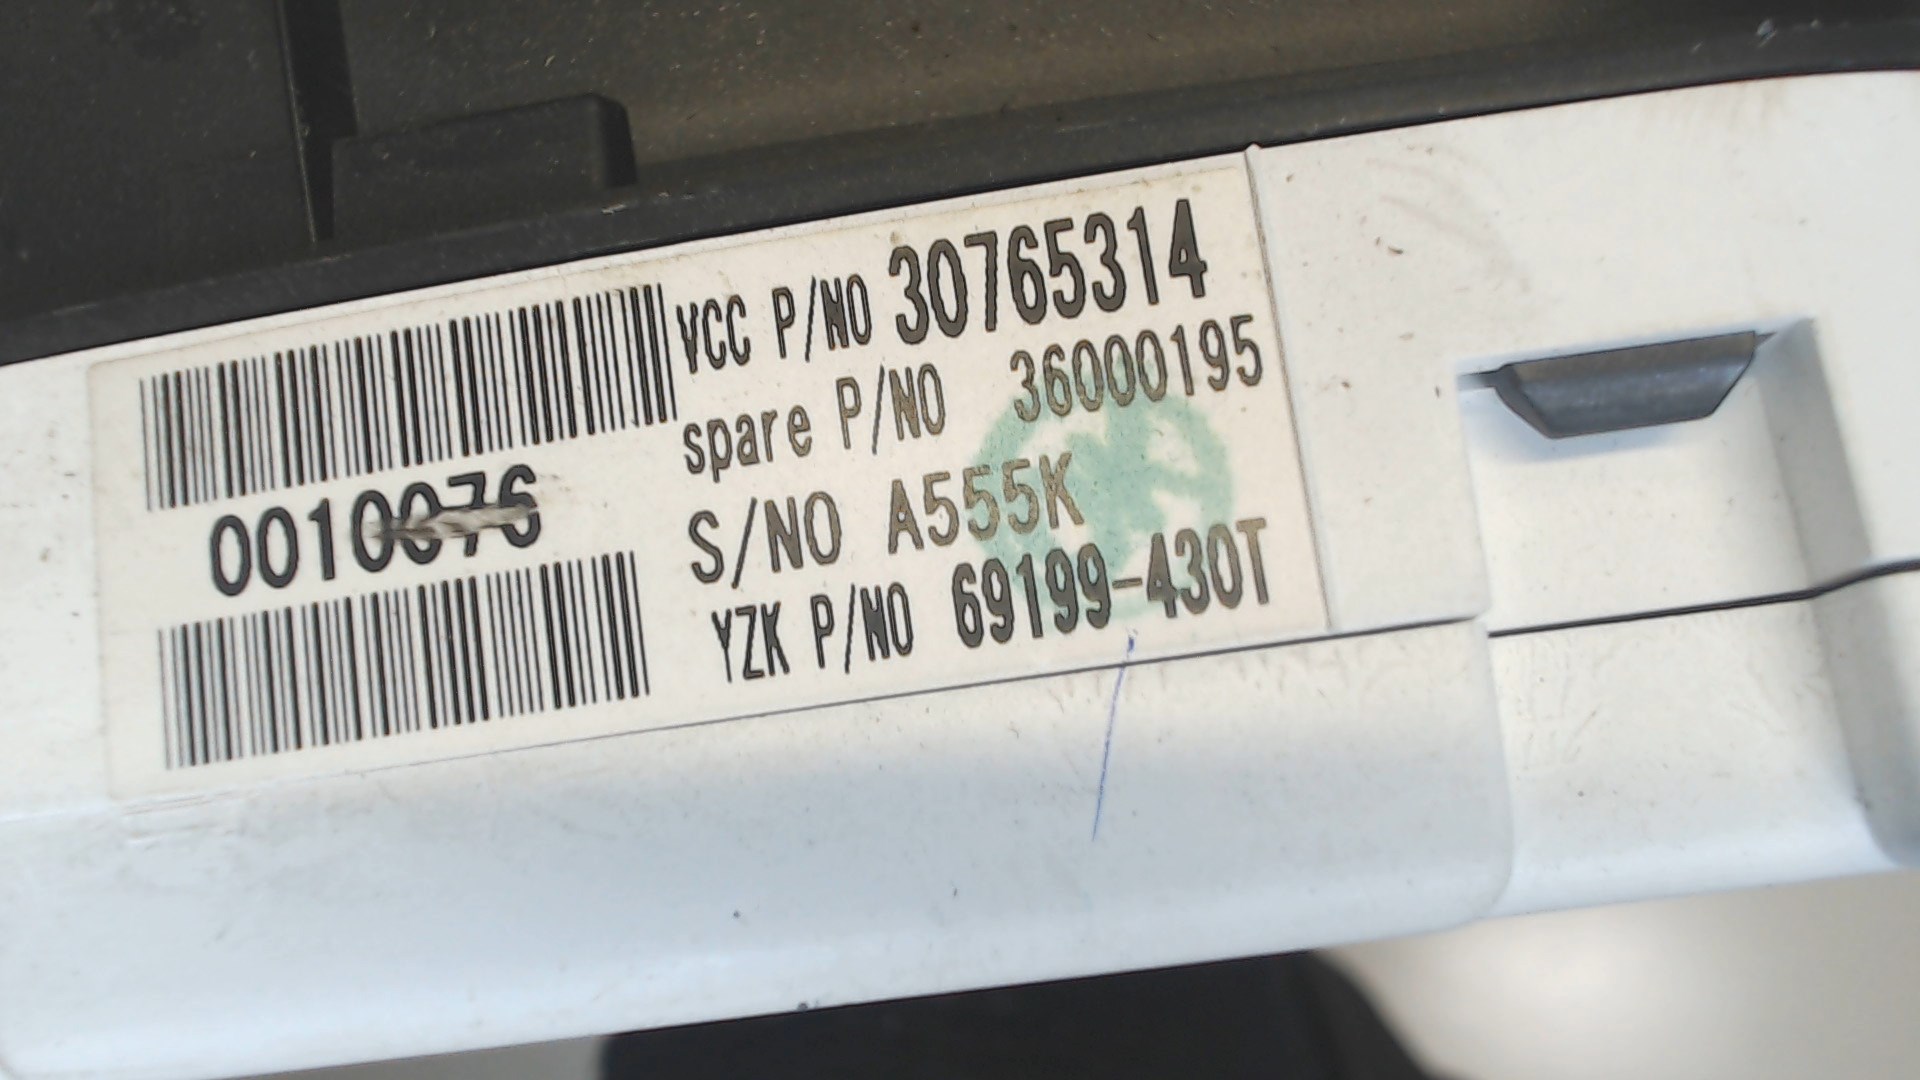 VCC P/NO 30765314
spare P/NO 36000195
0010076
S/NO A555K
YZK P/NO 69199-430T